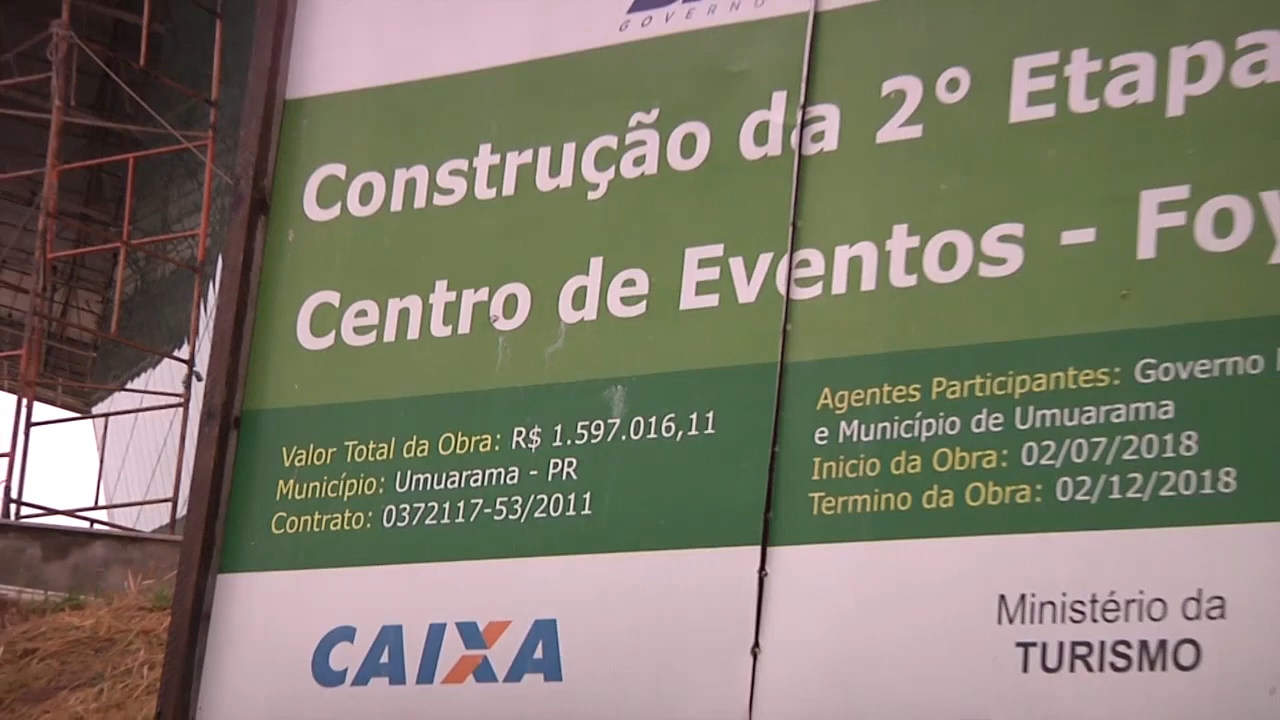 GOVERNO
Construção da 2° Etapa
Centro de Eventos -
Valor Total da Obra: R$ 1.597.016,11
Município: Umuarama - PR
Contrato: 0372117-53/2011
Agentes Participantes: Governo
e Município de Umuarama
Inicio da Obra: 02/07/2018
Termino da Obra: 02/12/2018
CAIXA
Ministério da
TURISMO